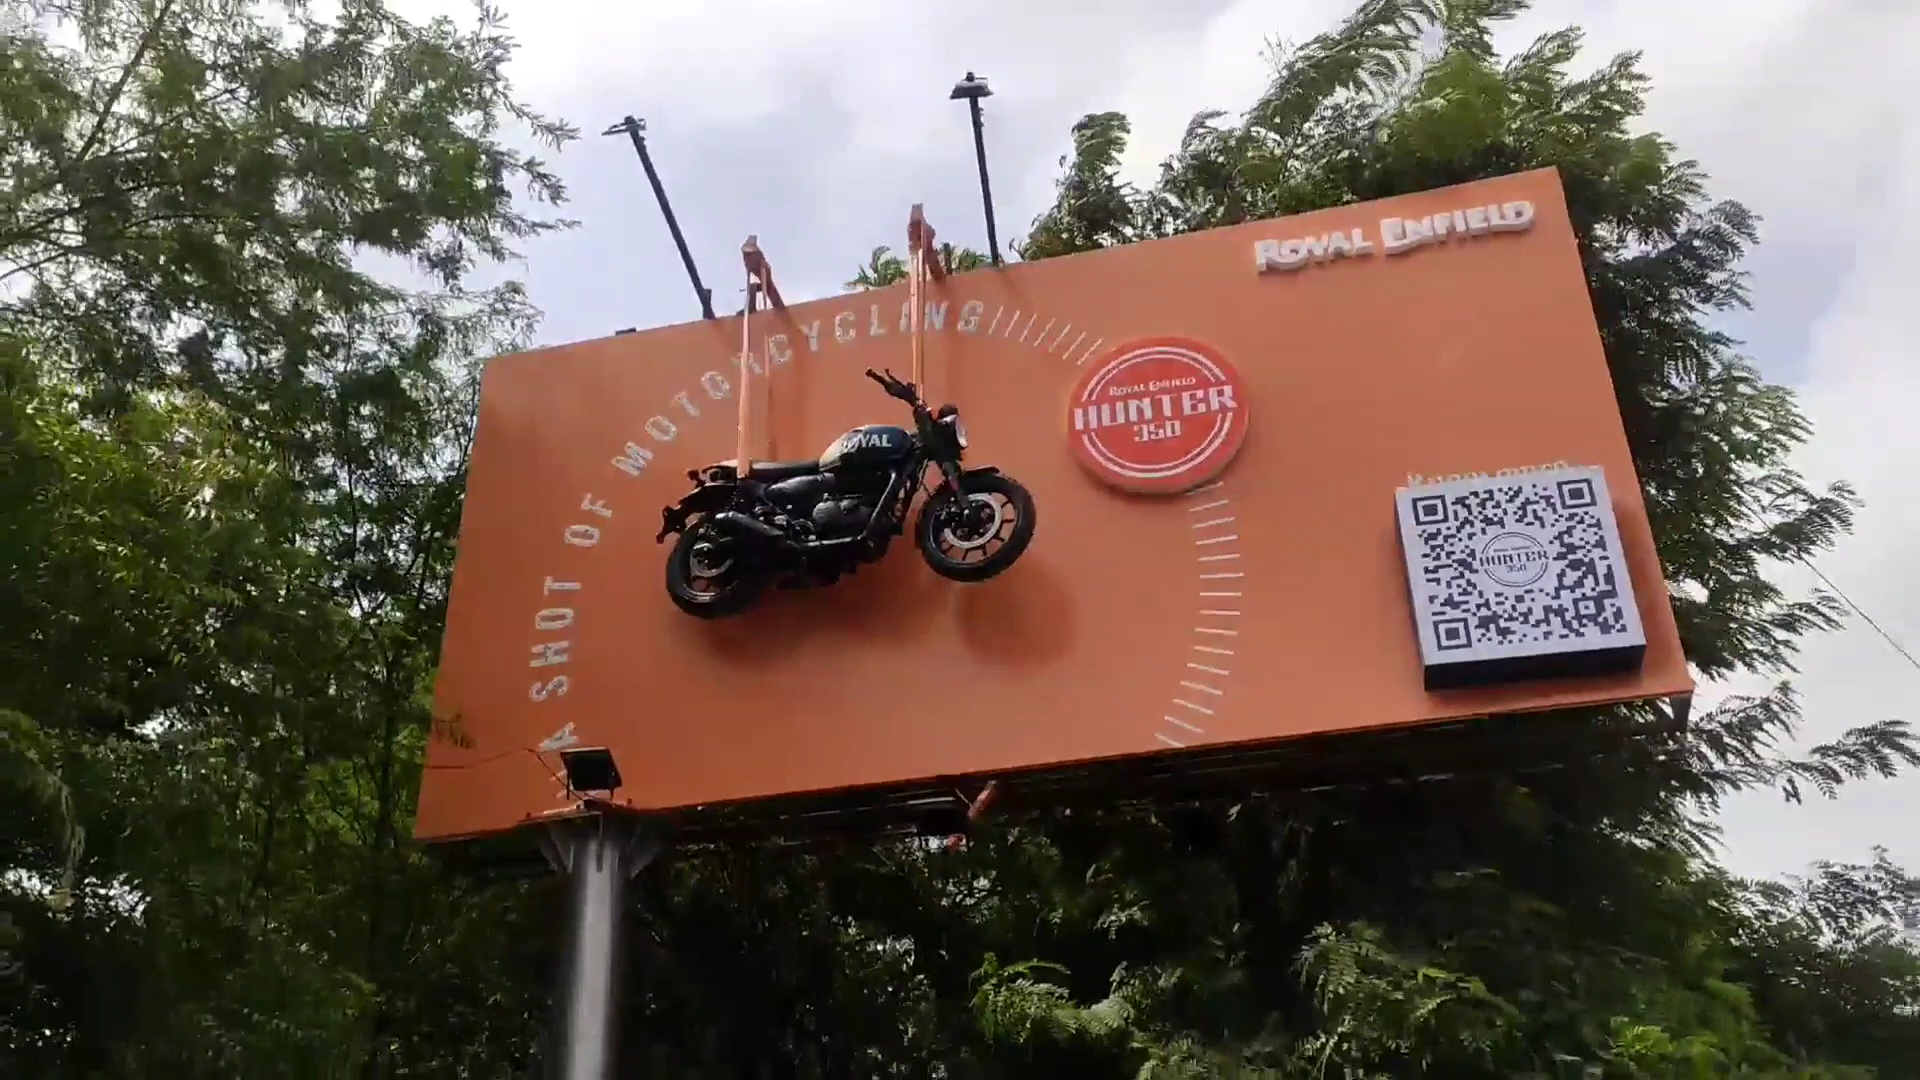 ROYAL ENFIELD
A SHOT OF MOTORCYCLING
ROYAL ENFIELD
HUNTER
350
ROYAL
HUNTER
350